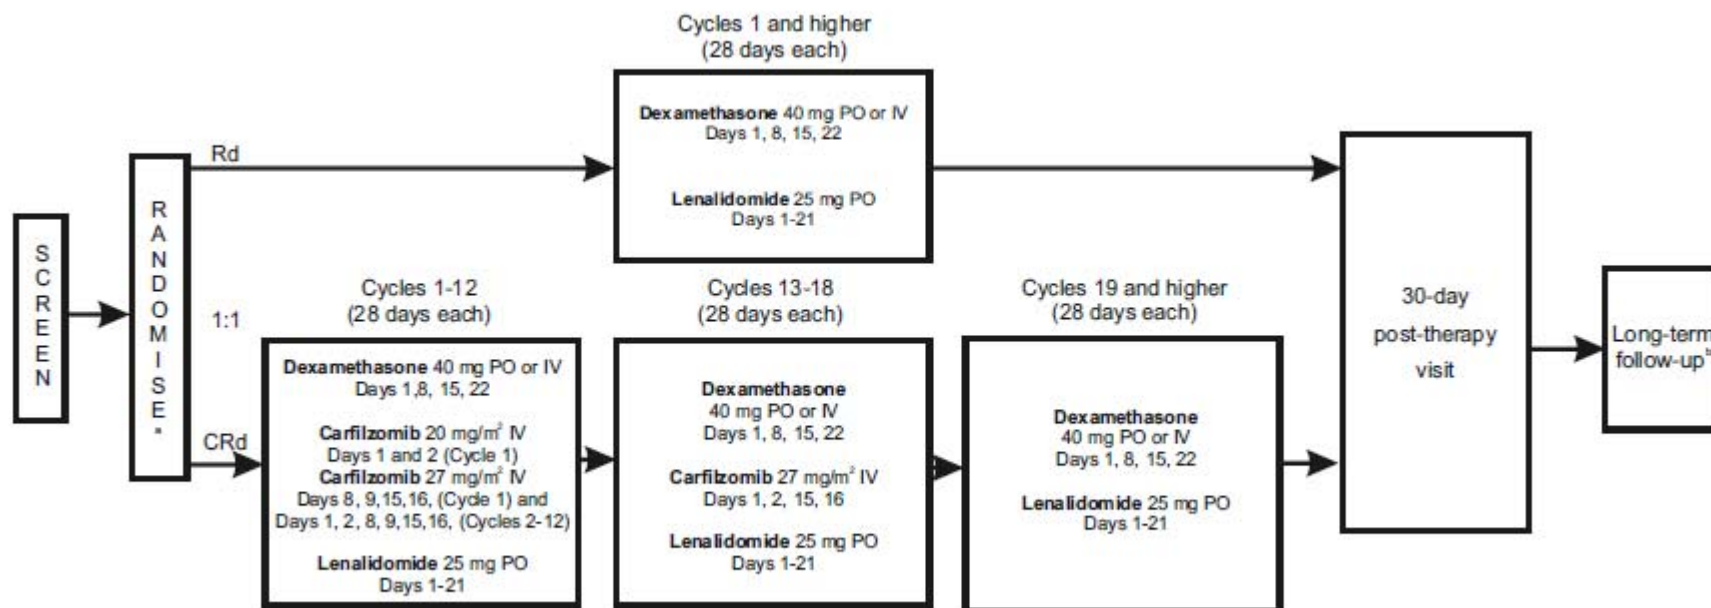 SCREEN
RANDOMISE*
Rd
1:1
CRd
Cycles 1 and higher
(28 days each)
Dexamethasone 40 mg PO or IV
Days 1, 8, 15, 22
Lenalidomide 25 mg PO
Days 1-21
Cycles 1-12
(28 days each)
Dexamethasone 40 mg PO or IV
Days 1,8, 15, 22
Carfilzomib 20 mg/m² IV
Days 1 and 2 (Cycle 1)
Carfilzomib 27 mg/m² IV
Days 8, 9,15,16, (Cycle 1) and
Days 1, 2, 8, 9,15,16, (Cycles 2-12)
Lenalidomide 25 mg PO
Days 1-21
Cycles 13-18
(28 days each)
Dexamethasone
40 mg PO or IV
Days 1, 8, 15, 22
Carfilzomib 27 mg/m² IV
Days 1, 2, 15, 16
Lenalidomide 25 mg PO
Days 1-21
Cycles 19 and higher
(28 days each)
Dexamethasone
40 mg PO or IV
Days 1, 8, 15, 22
Lenalidomide 25 mg PO
Days 1-21
30-day
post-therapy
visit
Long-term
follow-up